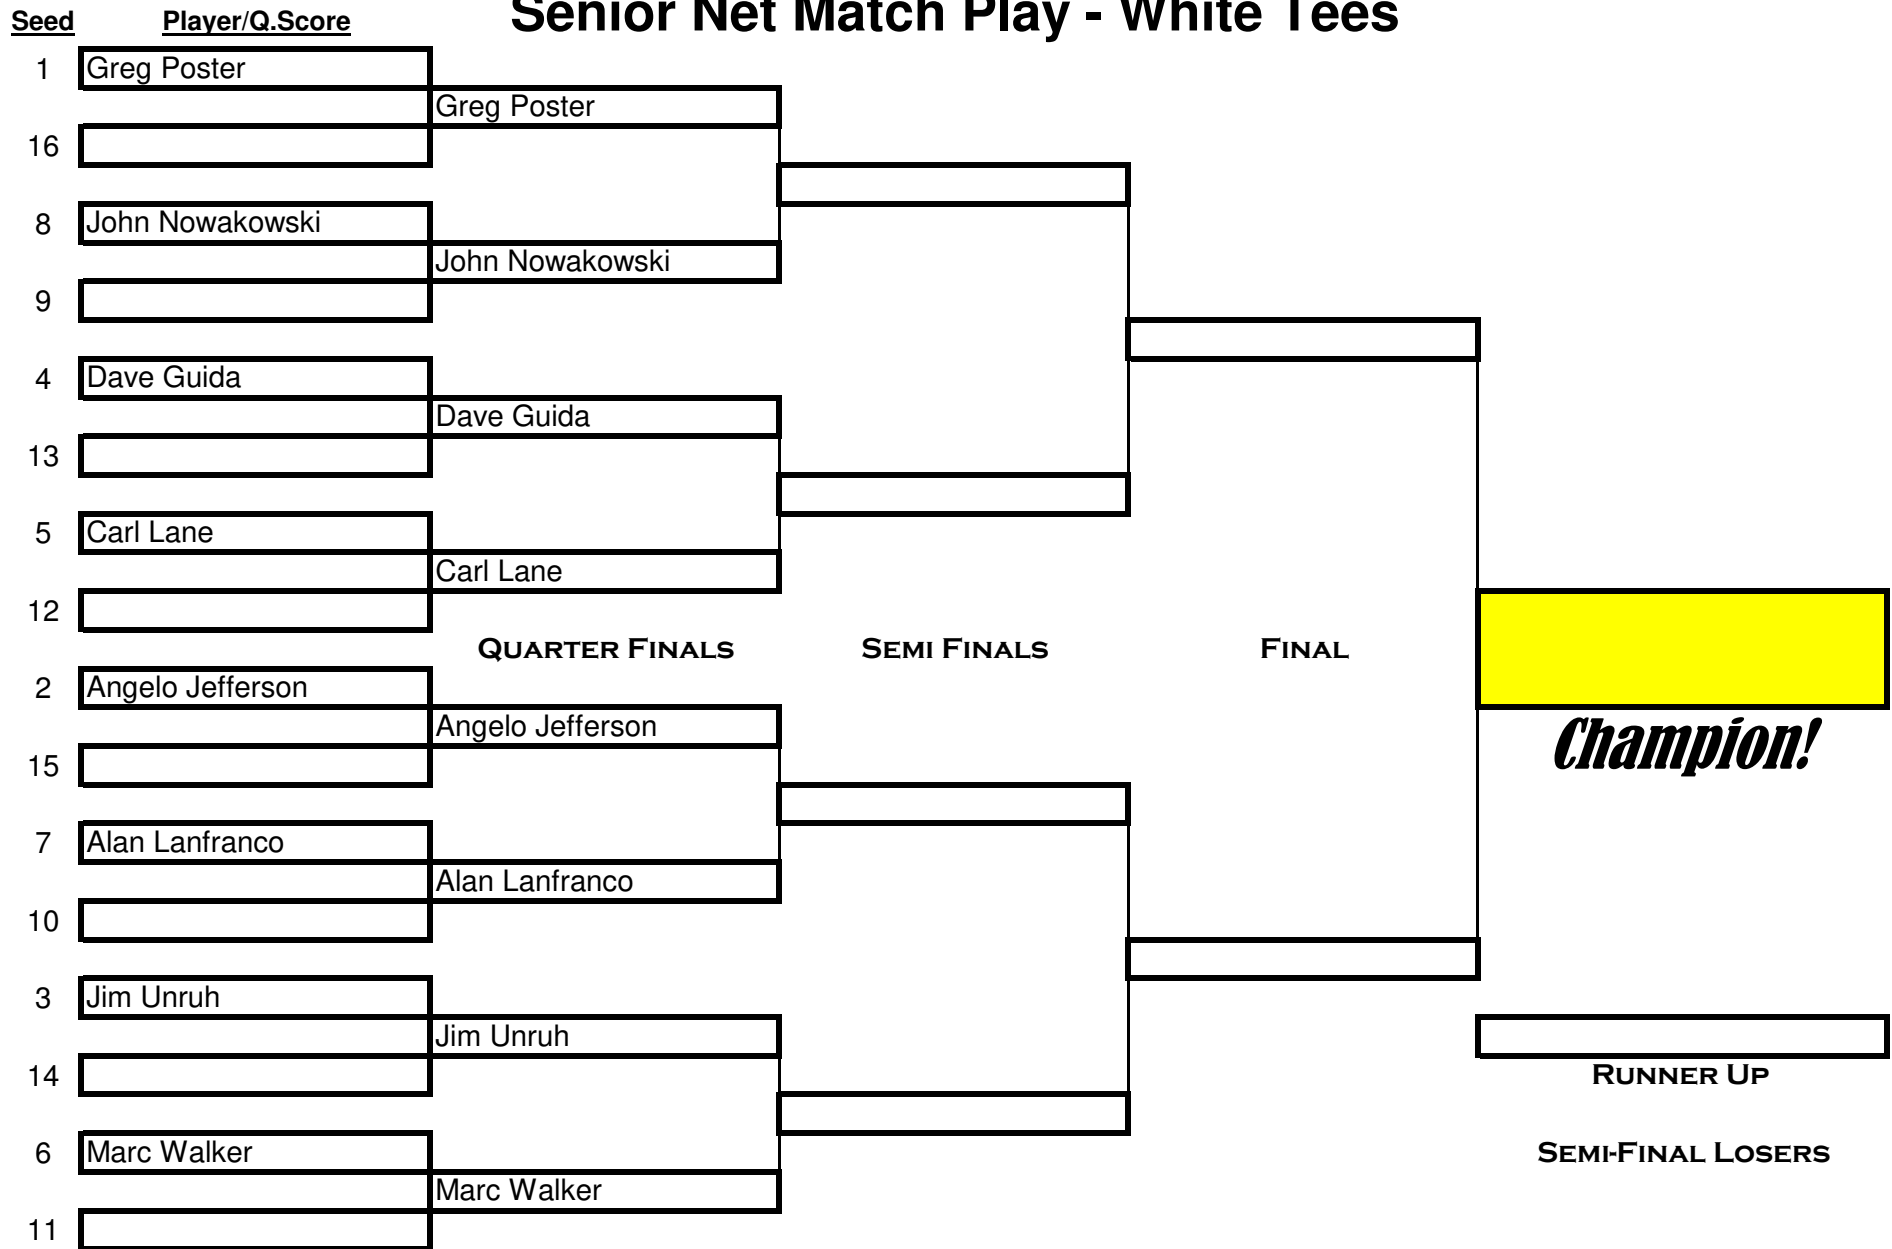 Senior Net Match Play - White Tees
Seed Player/Q.Score
1 Greg Poster
Greg Poster
16
8 John Nowakowski
John Nowakowski
9
4 Dave Guida
Dave Guida
13
5 Carl Lane
Carl Lane
12
QUARTER FINALS SEMI FINALS FINAL
2 Angelo Jefferson
Angelo Jefferson
Champion!
15
7 Alan Lanfranco
Alan Lanfranco
10
3 Jim Unruh
Jim Unruh
14
RUNNER UP
6 Marc Walker
SEMI-FINAL LOSERS
Marc Walker
11